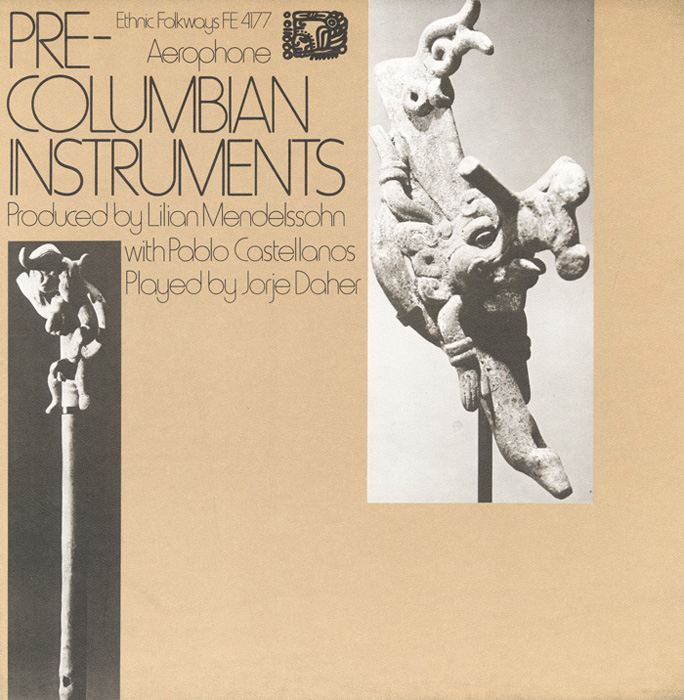 Ethnic Folkways FE 4177
PRE-
Aerophone
COLUMBIAN
INSTRUMENTS
Produced by Lilian Mendelssohn
with Pablo Castellanos
Played by Jorje Daher